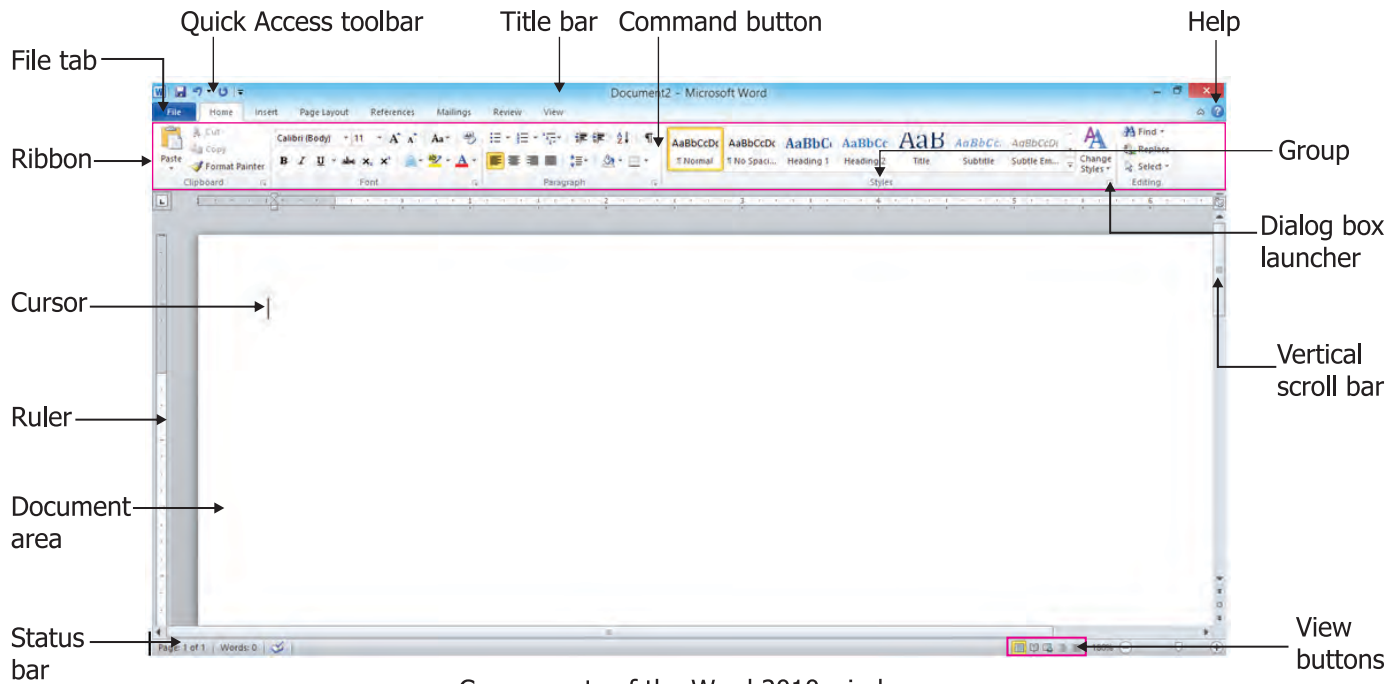 Quick Access toolbar
Title bar
Command button
Help
File tab
Document2 - Microsoft Word
File Home Insert Page Layout References Mailings Review View
Ribbon
Paste
Cut
Copy
Format Painter
Clipboard
Calibri (Body) 11
Font
Paragraph
AaBbCcDc AaBbCcDc AaBbC AaBbCc AaB AaBbCc. AaBbCcDi
¶ Normal ¶ No Spaci... Heading 1 Heading 2 Title Subtitle Subtle Em...
Styles
Change
Styles
Find
Replace
Select
Editing
Group
Dialog box
launcher
Cursor
Vertical
scroll bar
Ruler
Document
area
Status
bar
Page: 1 of 1 Words: 0
100%
View
buttons